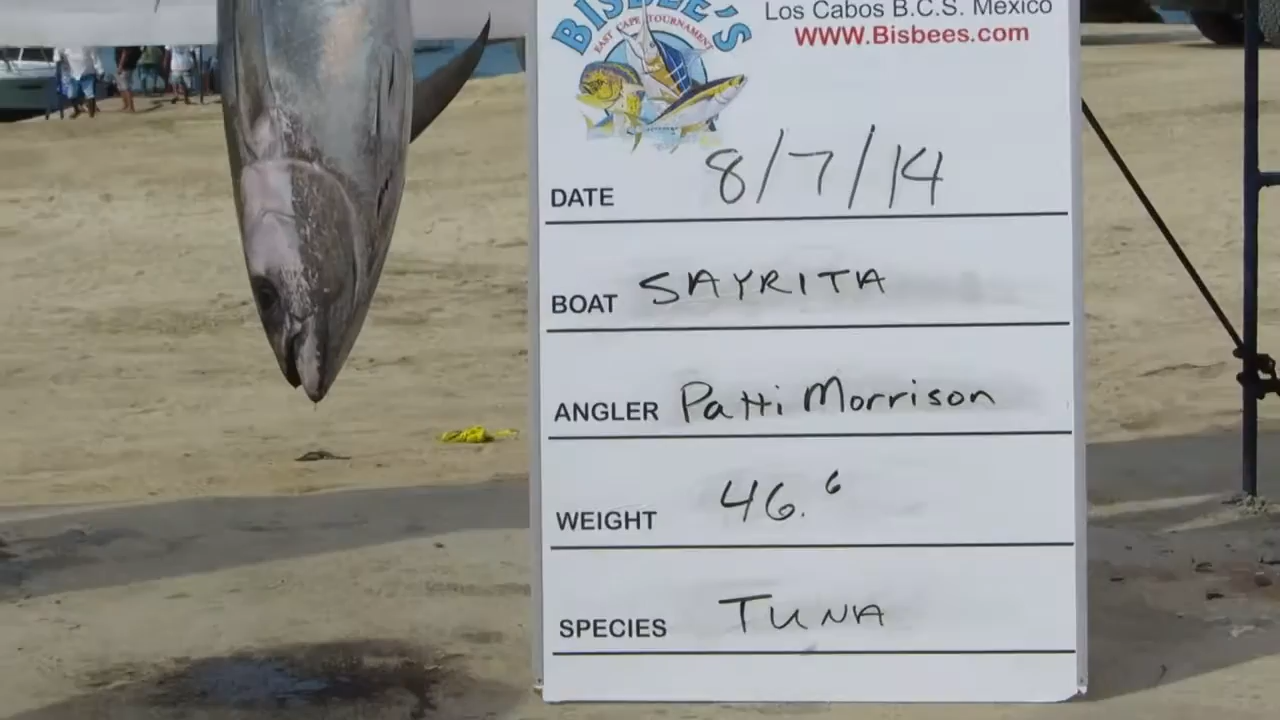 BISBEE'S
EAST CAPE TOURNAMENT
Los Cabos B.C.S. Mexico
WWW.Bisbees.com
DATE 8/7/14
BOAT SAYRITA
ANGLER Patti Morrison
WEIGHT 46.6
SPECIES TUNA